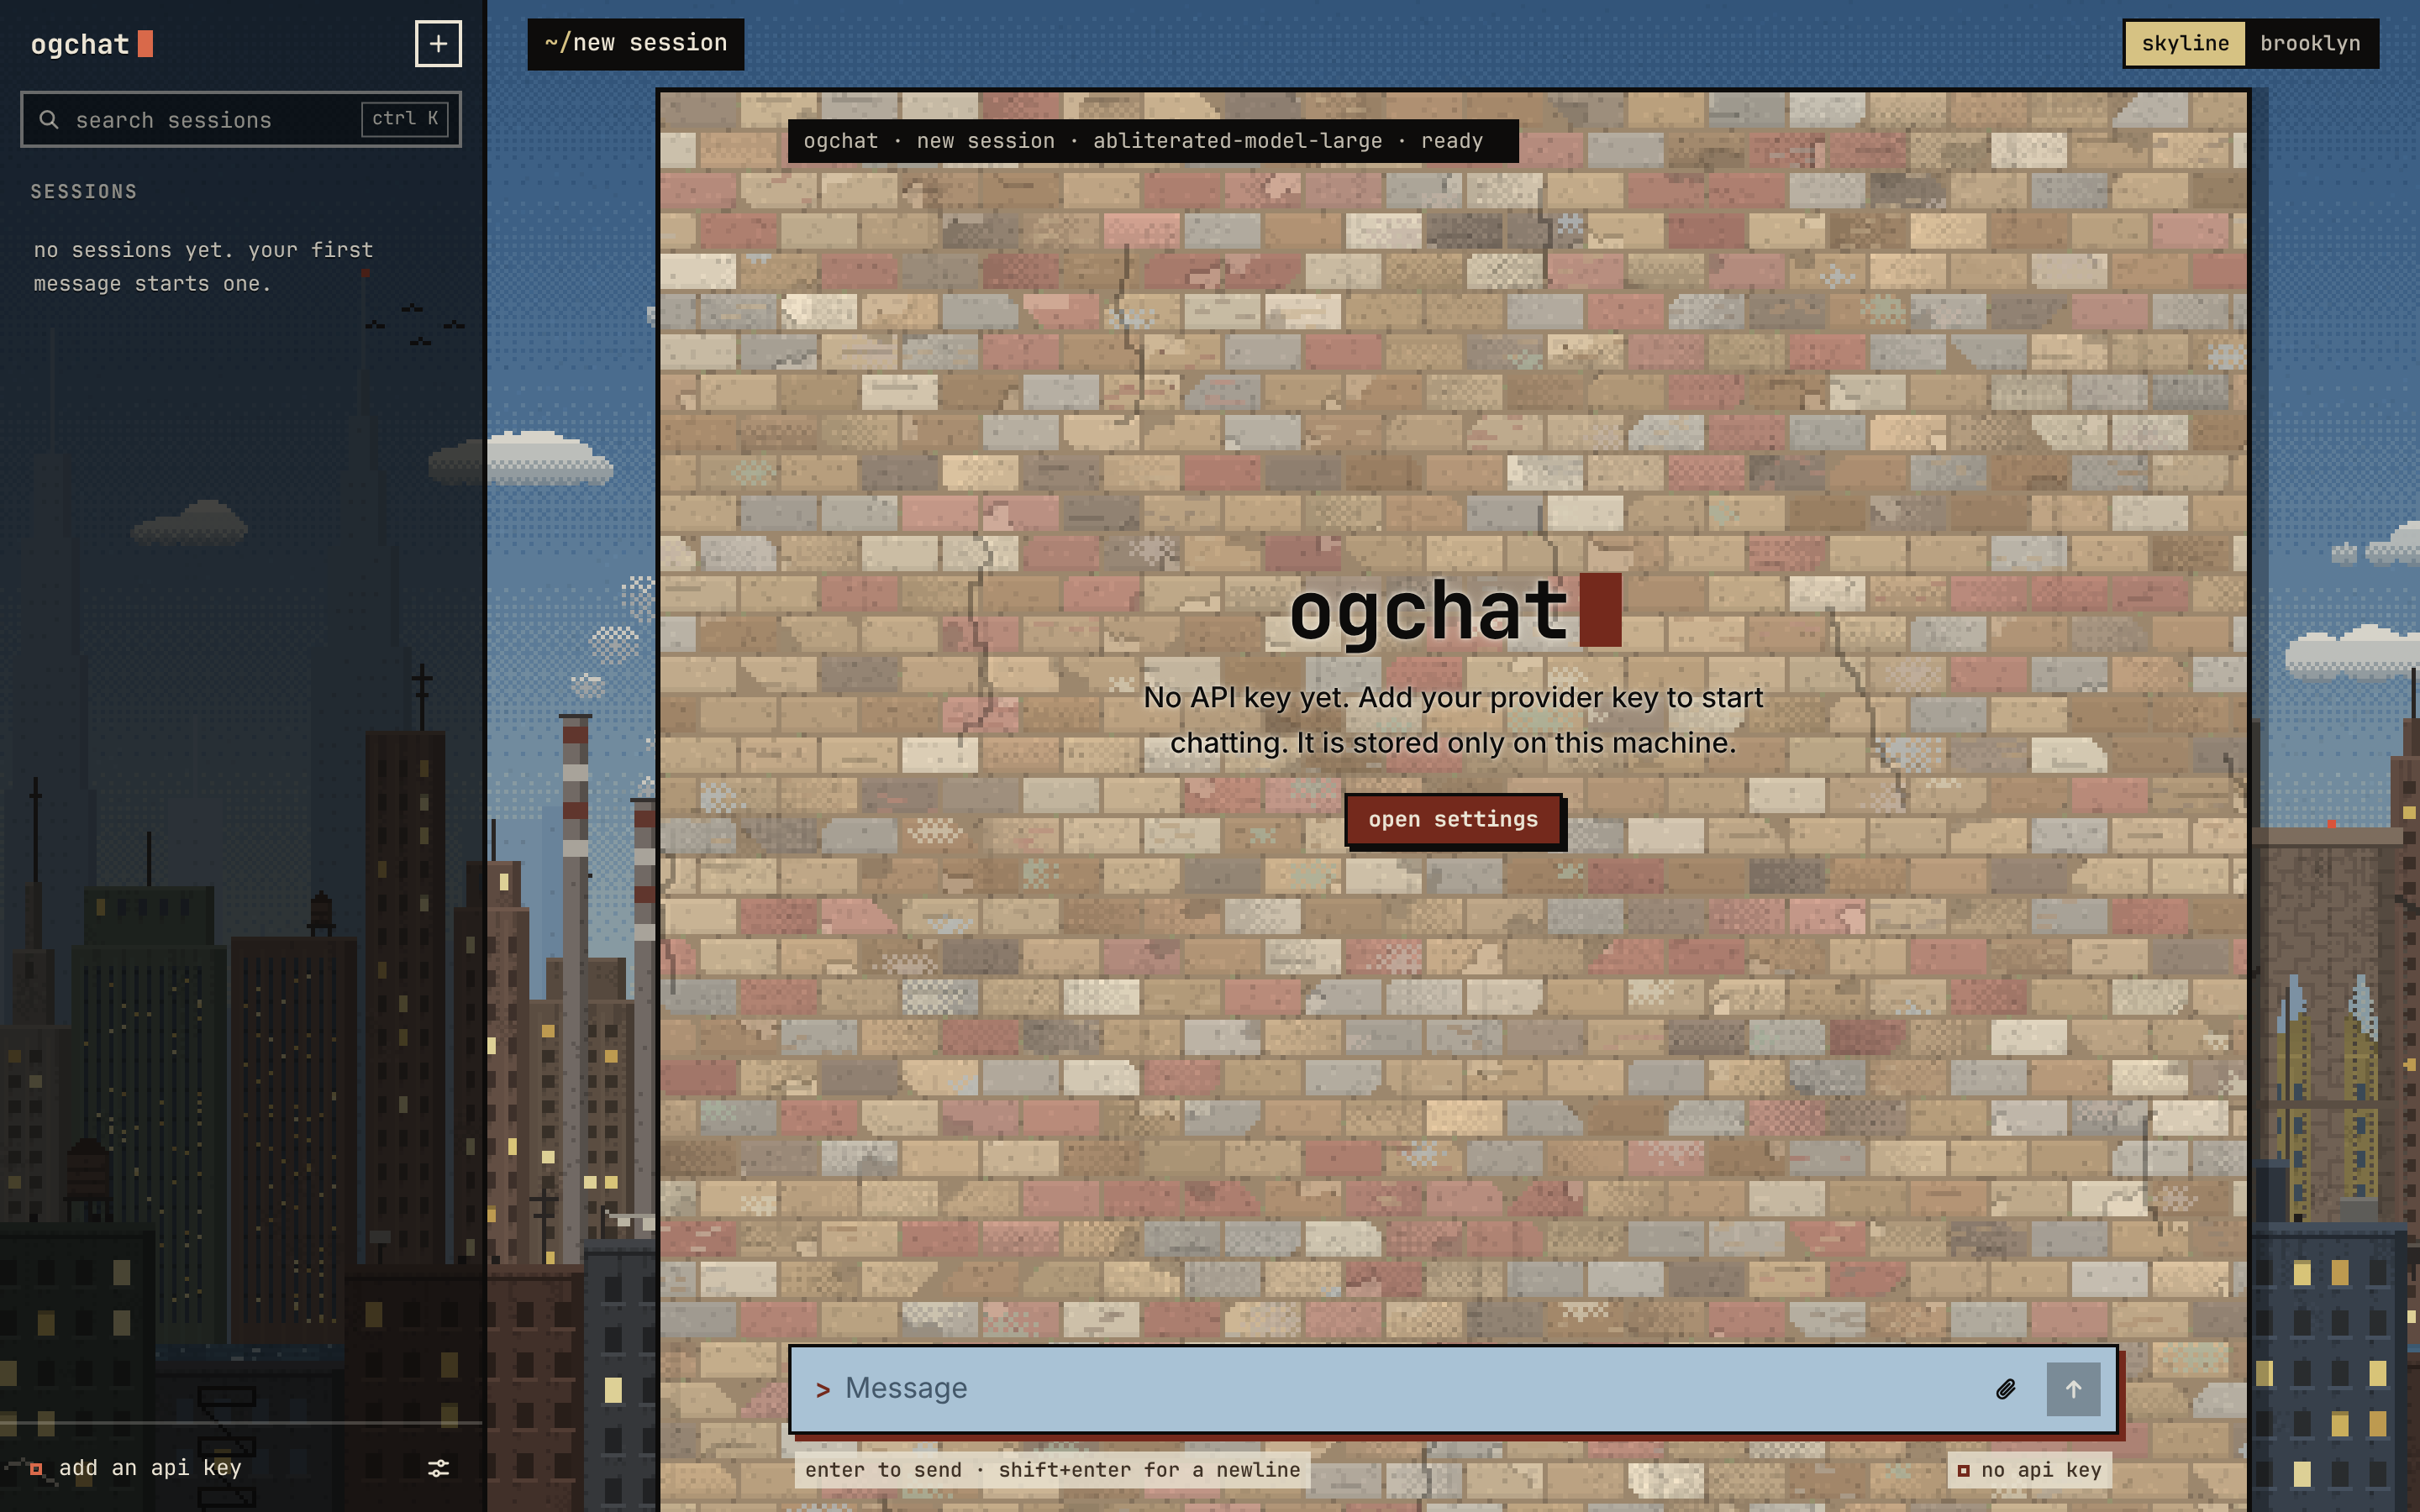 ogchat
+
search sessions
ctrl K
SESSIONS
no sessions yet. your first
message starts one.
add an api key
~/new session
skyline
brooklyn
ogchat · new session · abliterated-model-large · ready
ogchat
No API key yet. Add your provider key to start
chatting. It is stored only on this machine.
open settings
> Message
enter to send · shift+enter for a newline
no api key